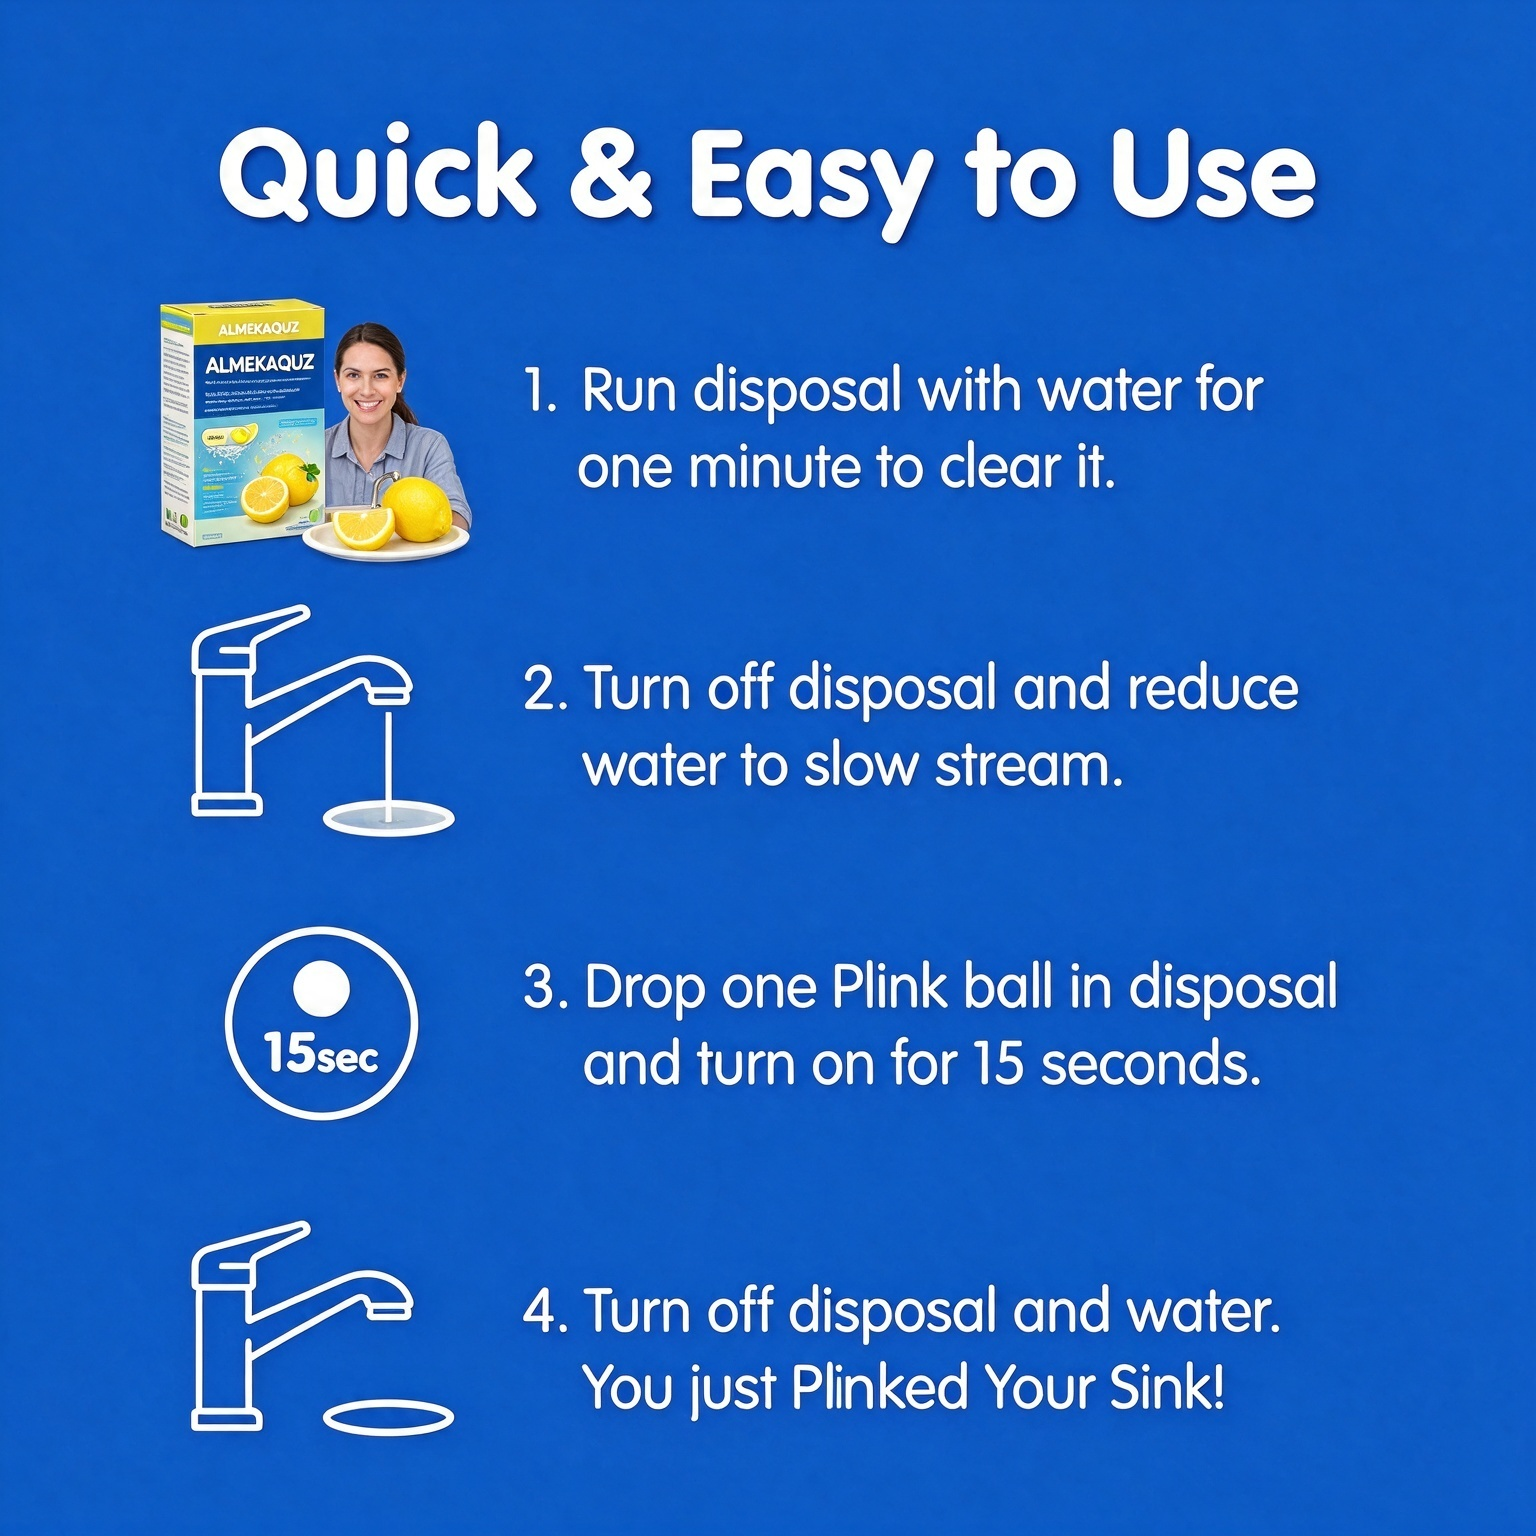 Quick & Easy to Use
ALMEKAQUZ
ALMEKAQUZ
1. Run disposal with water for
one minute to clear it.
2. Turn off disposal and reduce
water to slow stream.
15sec
3. Drop one Plink ball in disposal
and turn on for 15 seconds.
4. Turn off disposal and water.
You just Plinked Your Sink!